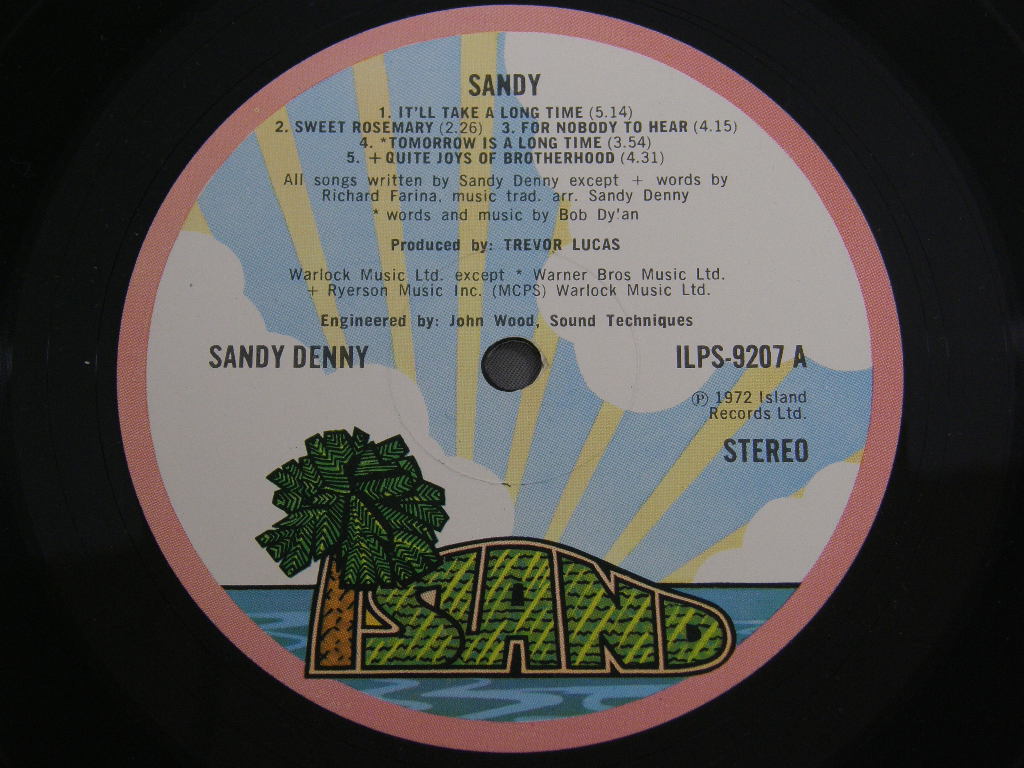 SANDY
1. IT'LL TAKE A LONG TIME (5.14)
2. SWEET ROSEMARY (2.26) 3. FOR NOBODY TO HEAR (4.15)
4. *TOMORROW IS A LONG TIME (3.54)
5. + QUITE JOYS OF BROTHERHOOD (4.31)
All songs written by Sandy Denny except + words by
Richard Farina. music trad. arr. Sandy Denny
* words and music by Bob Dy'an
Produced by: TREVOR LUCAS
Warlock Music Ltd. except * Warner Bros Music Ltd.
+ Ryerson Music Inc. (MCPS) Warlock Music Ltd.
Engineered by: John Wood, Sound Techniques
SANDY DENNY
ILPS-9207 A
℗ 1972 Island
Records Ltd.
STEREO
ISLAND